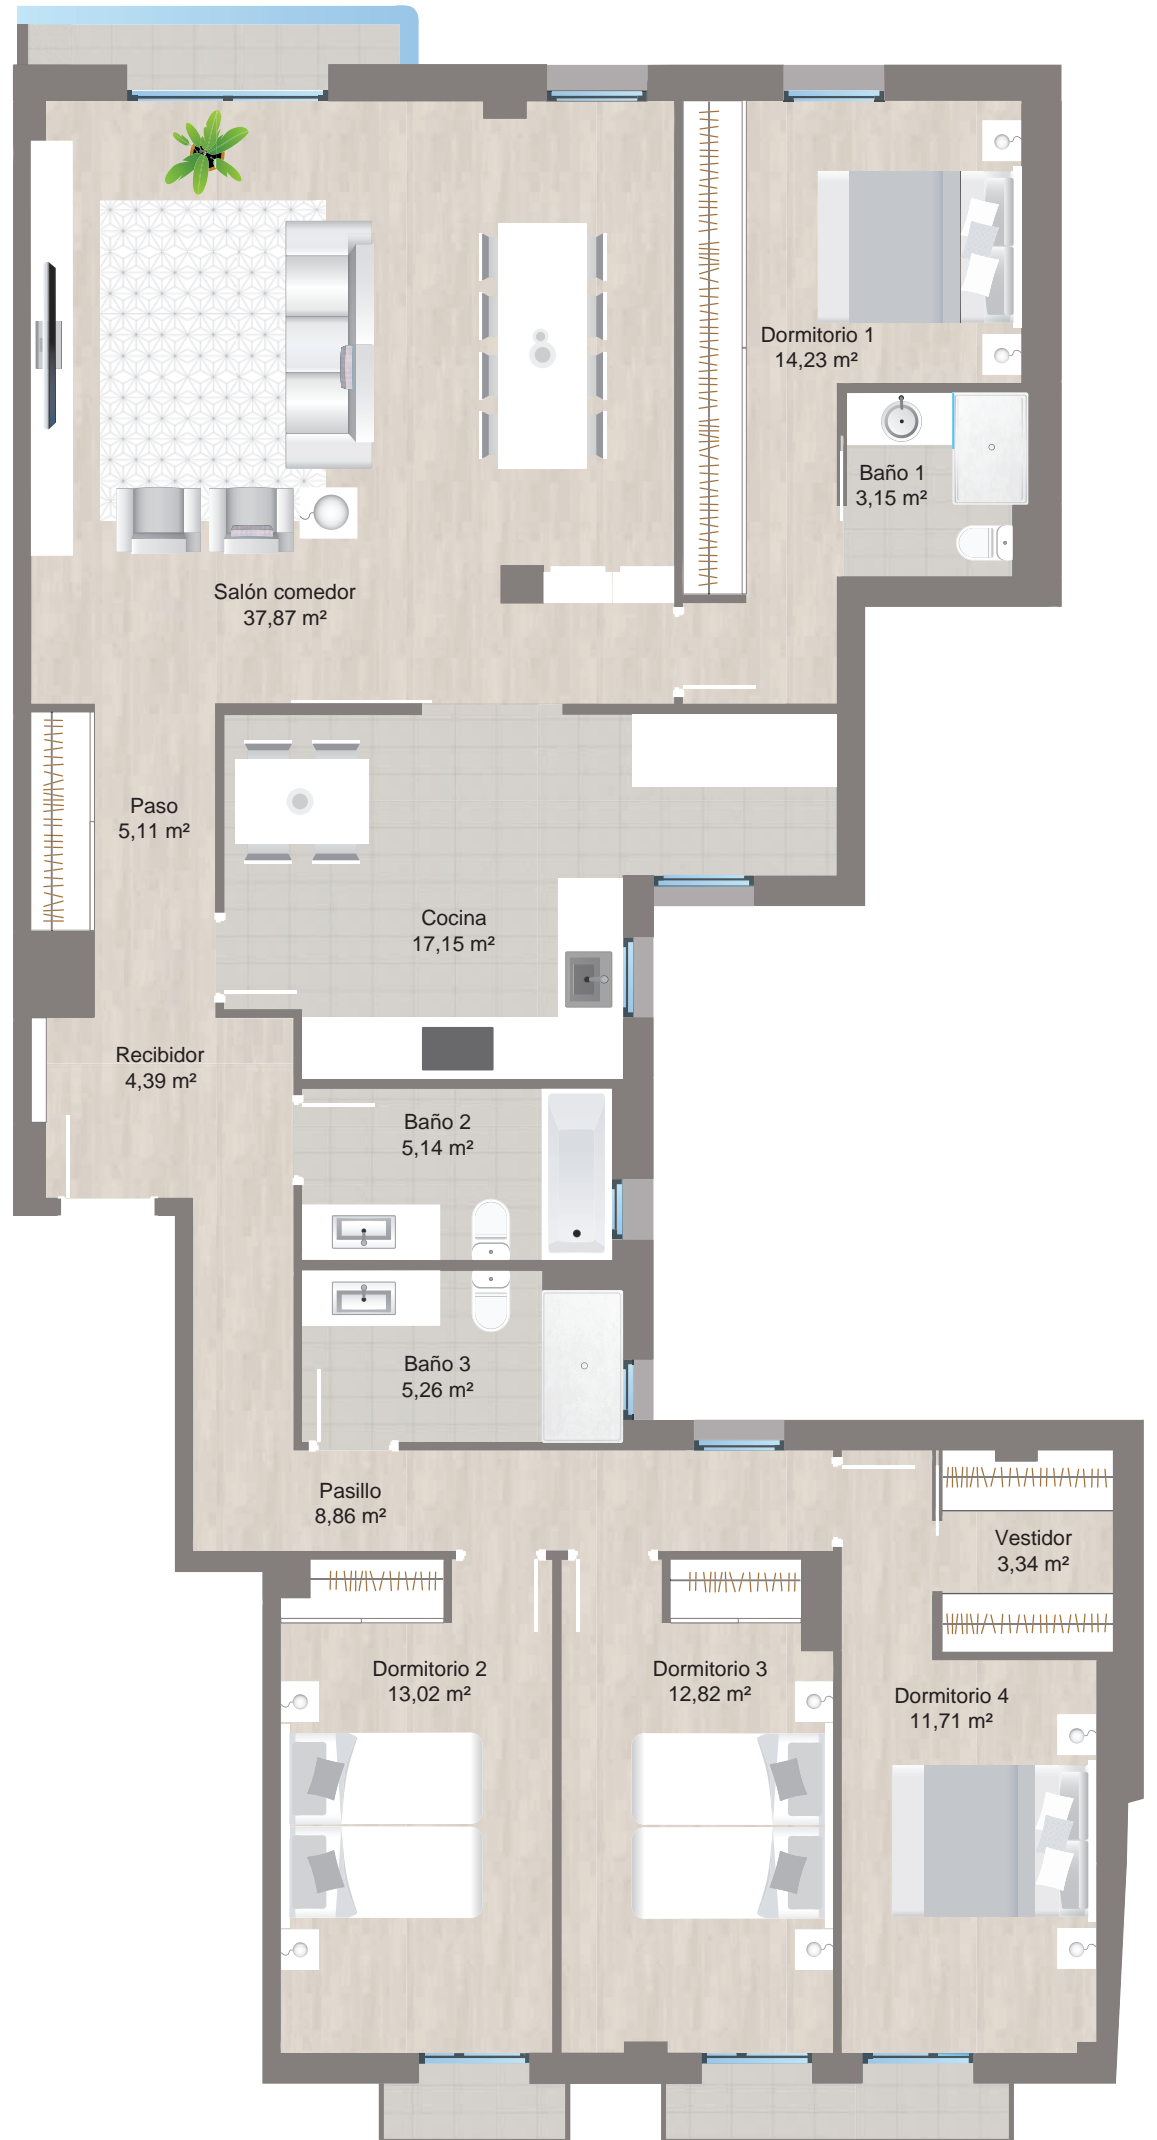 Dormitorio 1
14,23 m²
Baño 1
3,15 m²
Salón comedor
37,87 m²
Paso
5,11 m²
Cocina
17,15 m²
Recibidor
4,39 m²
Baño 2
5,14 m²
Baño 3
5,26 m²
Pasillo
8,86 m²
Vestidor
3,34 m²
Dormitorio 2
13,02 m²
Dormitorio 3
12,82 m²
Dormitorio 4
11,71 m²